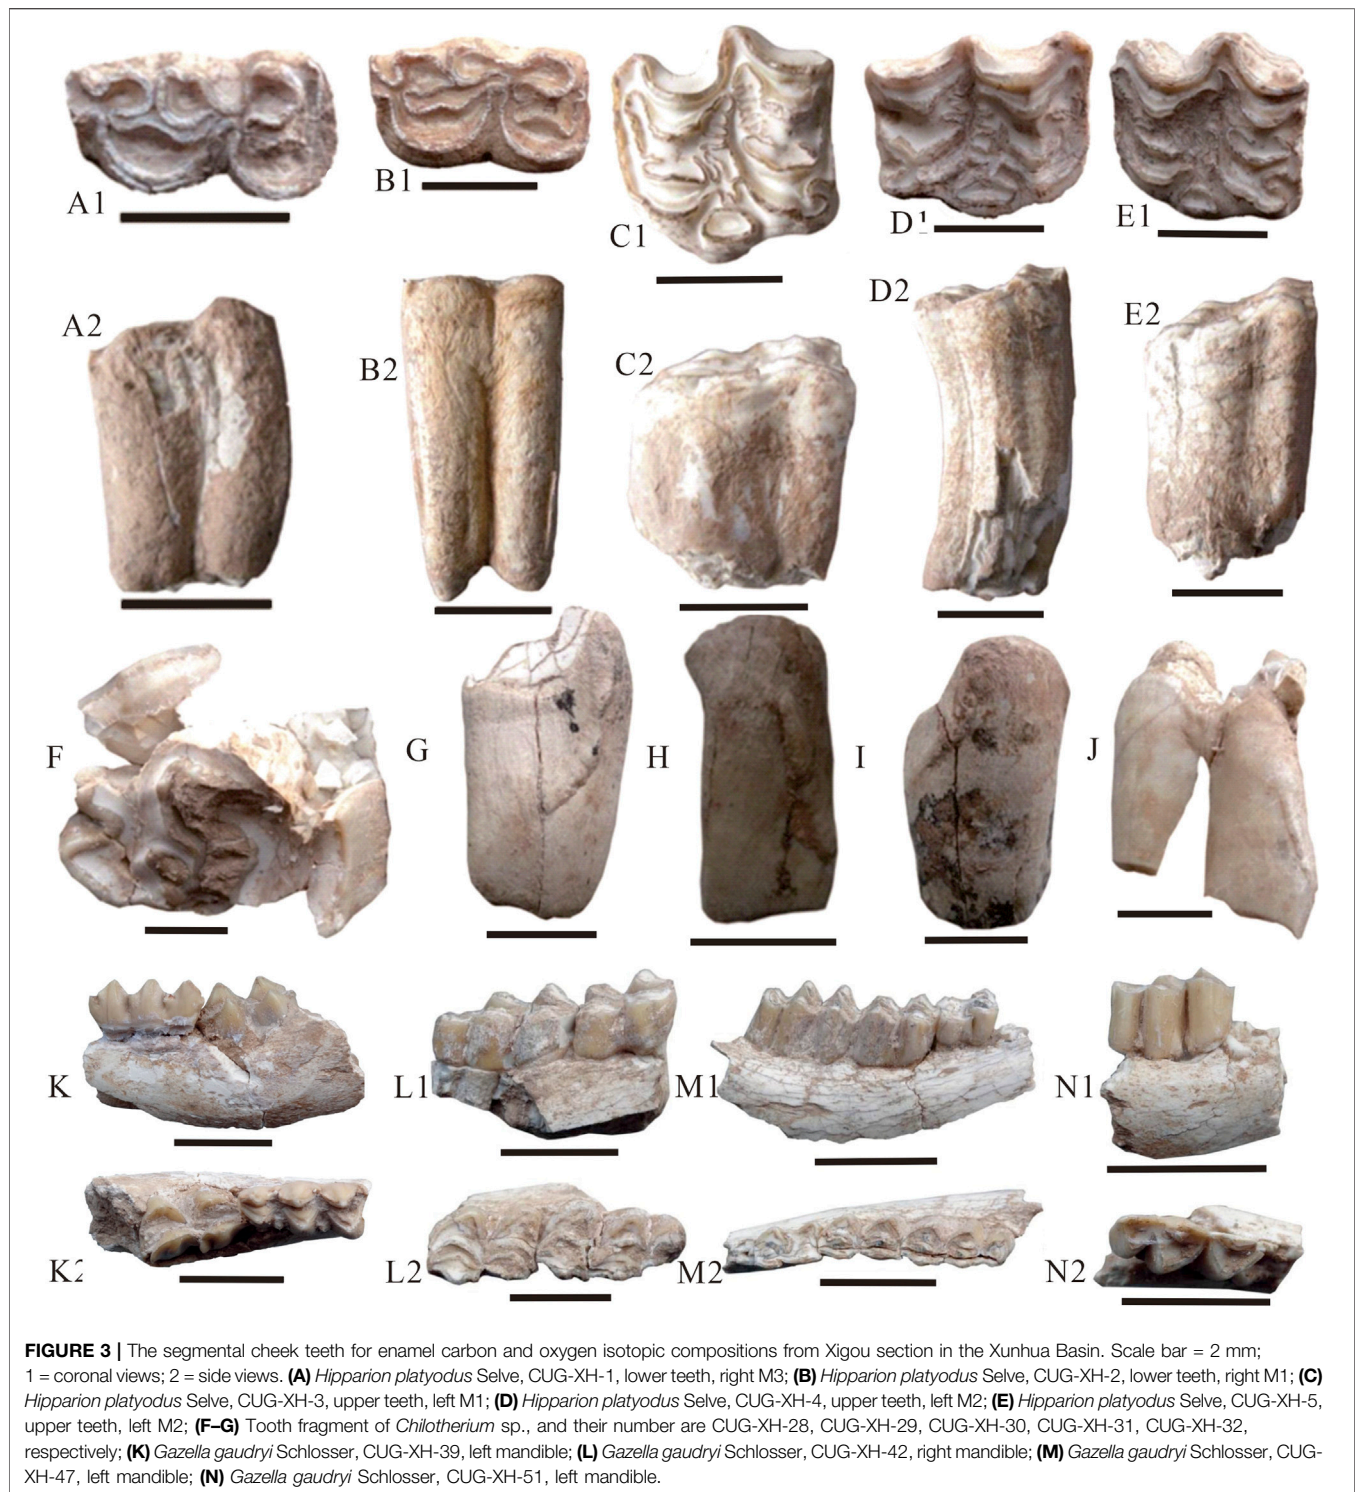 A1
B1
C1
D1
E1
A2
B2
C2
D2
E2
F
G
H
I
J
K
L1
M1
N1
K2
L2
M2
N2
FIGURE 3 | The segmental cheek teeth for enamel carbon and oxygen isotopic compositions from Xigou section in the Xunhua Basin. Scale bar = 2 mm;
1 = coronal views; 2 = side views. (A) Hipparion platyodus Selve, CUG-XH-1, lower teeth, right M3; (B) Hipparion platyodus Selve, CUG-XH-2, lower teeth, right M1; (C)
Hipparion platyodus Selve, CUG-XH-3, upper teeth, left M1; (D) Hipparion platyodus Selve, CUG-XH-4, upper teeth, left M2; (E) Hipparion platyodus Selve, CUG-XH-5,
upper teeth, left M2; (F–G) Tooth fragment of Chilotherium sp., and their number are CUG-XH-28, CUG-XH-29, CUG-XH-30, CUG-XH-31, CUG-XH-32,
respectively; (K) Gazella gaudryi Schlosser, CUG-XH-39, left mandible; (L) Gazella gaudryi Schlosser, CUG-XH-42, right mandible; (M) Gazella gaudryi Schlosser, CUG-
XH-47, left mandible; (N) Gazella gaudryi Schlosser, CUG-XH-51, left mandible.